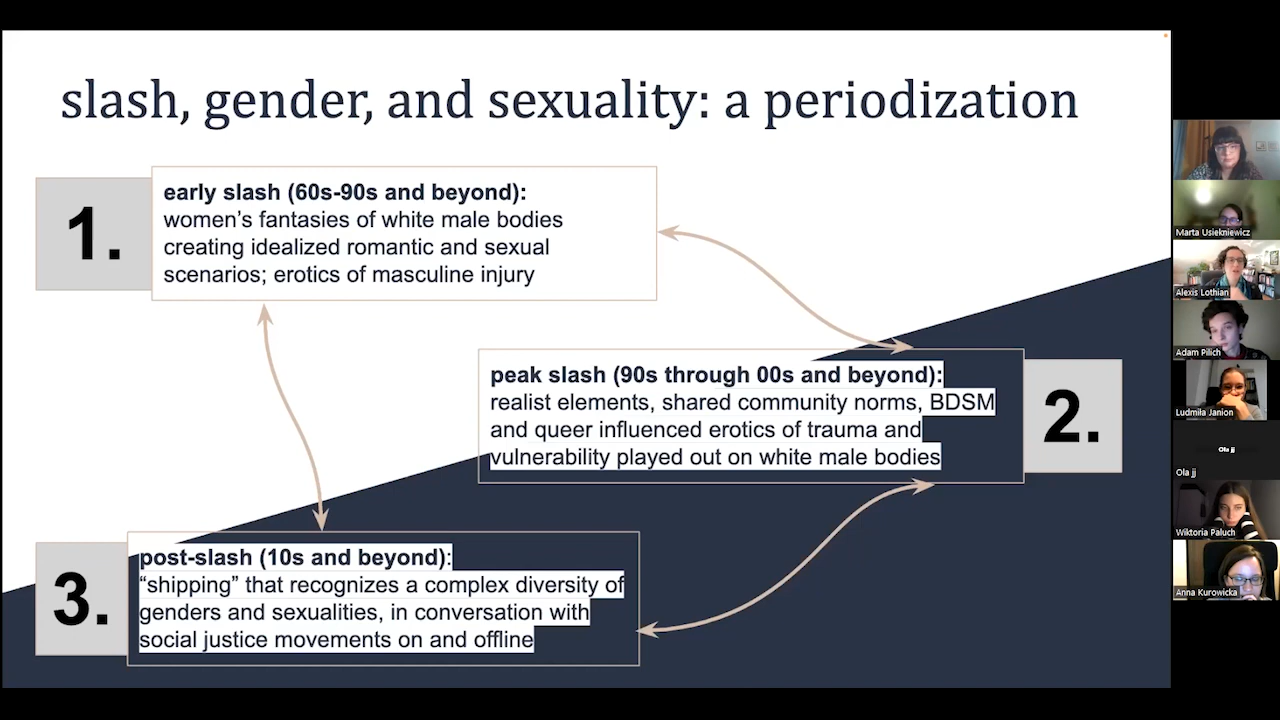 slash, gender, and sexuality: a periodization
1.
early slash (60s-90s and beyond):
women's fantasies of white male bodies
creating idealized romantic and sexual
scenarios; erotics of masculine injury
peak slash (90s through 00s and beyond):
realist elements, shared community norms, BDSM
and queer influenced erotics of trauma and
vulnerability played out on white male bodies
2.
3.
post-slash (10s and beyond):
“shipping” that recognizes a complex diversity of
genders and sexualities, in conversation with
social justice movements on and offline
Marta Usiekniewicz
Alexis Lothian
Adam Pilich
Ludmiła Janion
Ola jj
Ola jj
Wiktoria Paluch
Anna Kurowicka